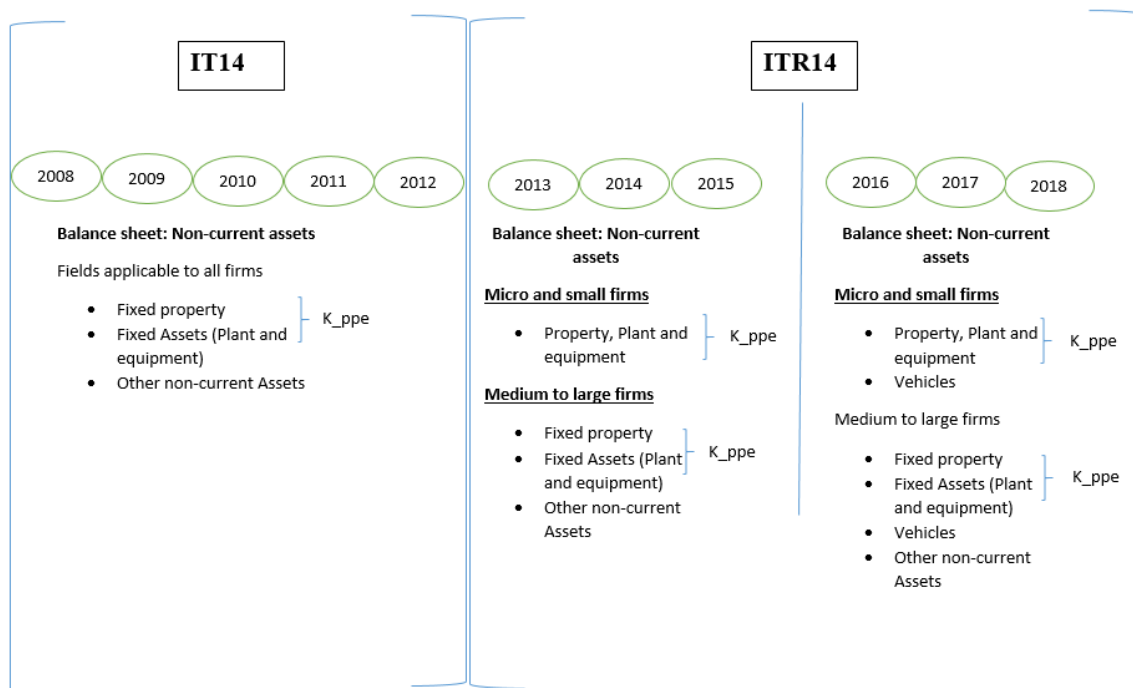 IT14
ITR14
2008
2009
2010
2011
2012
2013
2014
2015
2016
2017
2018
Balance sheet: Non-current assets
Fields applicable to all firms
• Fixed property
• Fixed Assets (Plant and
equipment)
K_ppe
• Other non-current Assets
Balance sheet: Non-current
assets
Micro and small firms
• Property, Plant and
equipment
K_ppe
Medium to large firms
• Fixed property
• Fixed Assets (Plant
and equipment)
K_ppe
• Other non-current
Assets
Balance sheet: Non-current
assets
Micro and small firms
• Property, Plant and
equipment
K_ppe
• Vehicles
Medium to large firms
• Fixed property
• Fixed Assets (Plant
and equipment)
K_ppe
• Vehicles
• Other non-current
Assets